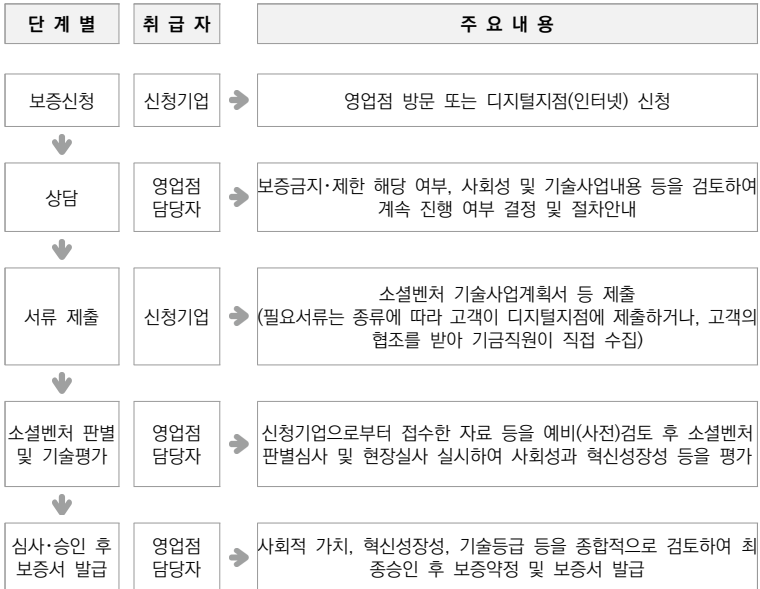 단 계 별 취 급 자 주 요 내 용
보증신청 신청기업 영업점 방문 또는 디지털지점(인터넷) 신청
상담 영업점 담당자 보증금지·제한 해당 여부, 사회성 및 기술사업내용 등을 검토하여
계속 진행 여부 결정 및 절차안내
서류 제출 신청기업 소셜벤처 기술사업계획서 등 제출
(필요서류는 종류에 따라 고객이 디지털지점에 제출하거나, 고객의
협조를 받아 기금직원이 직접 수집)
소셜벤처 판별
및 기술평가
영업점
담당자
신청기업으로부터 접수한 자료 등을 예비(사전)검토 후 소셜벤처
판별심사 및 현장실사 실시하여 사회성과 혁신성장성 등을 평가
심사·승인 후
보증서 발급
영업점
담당자
사회적 가치, 혁신성장성, 기술등급 등을 종합적으로 검토하여 최
종승인 후 보증약정 및 보증서 발급